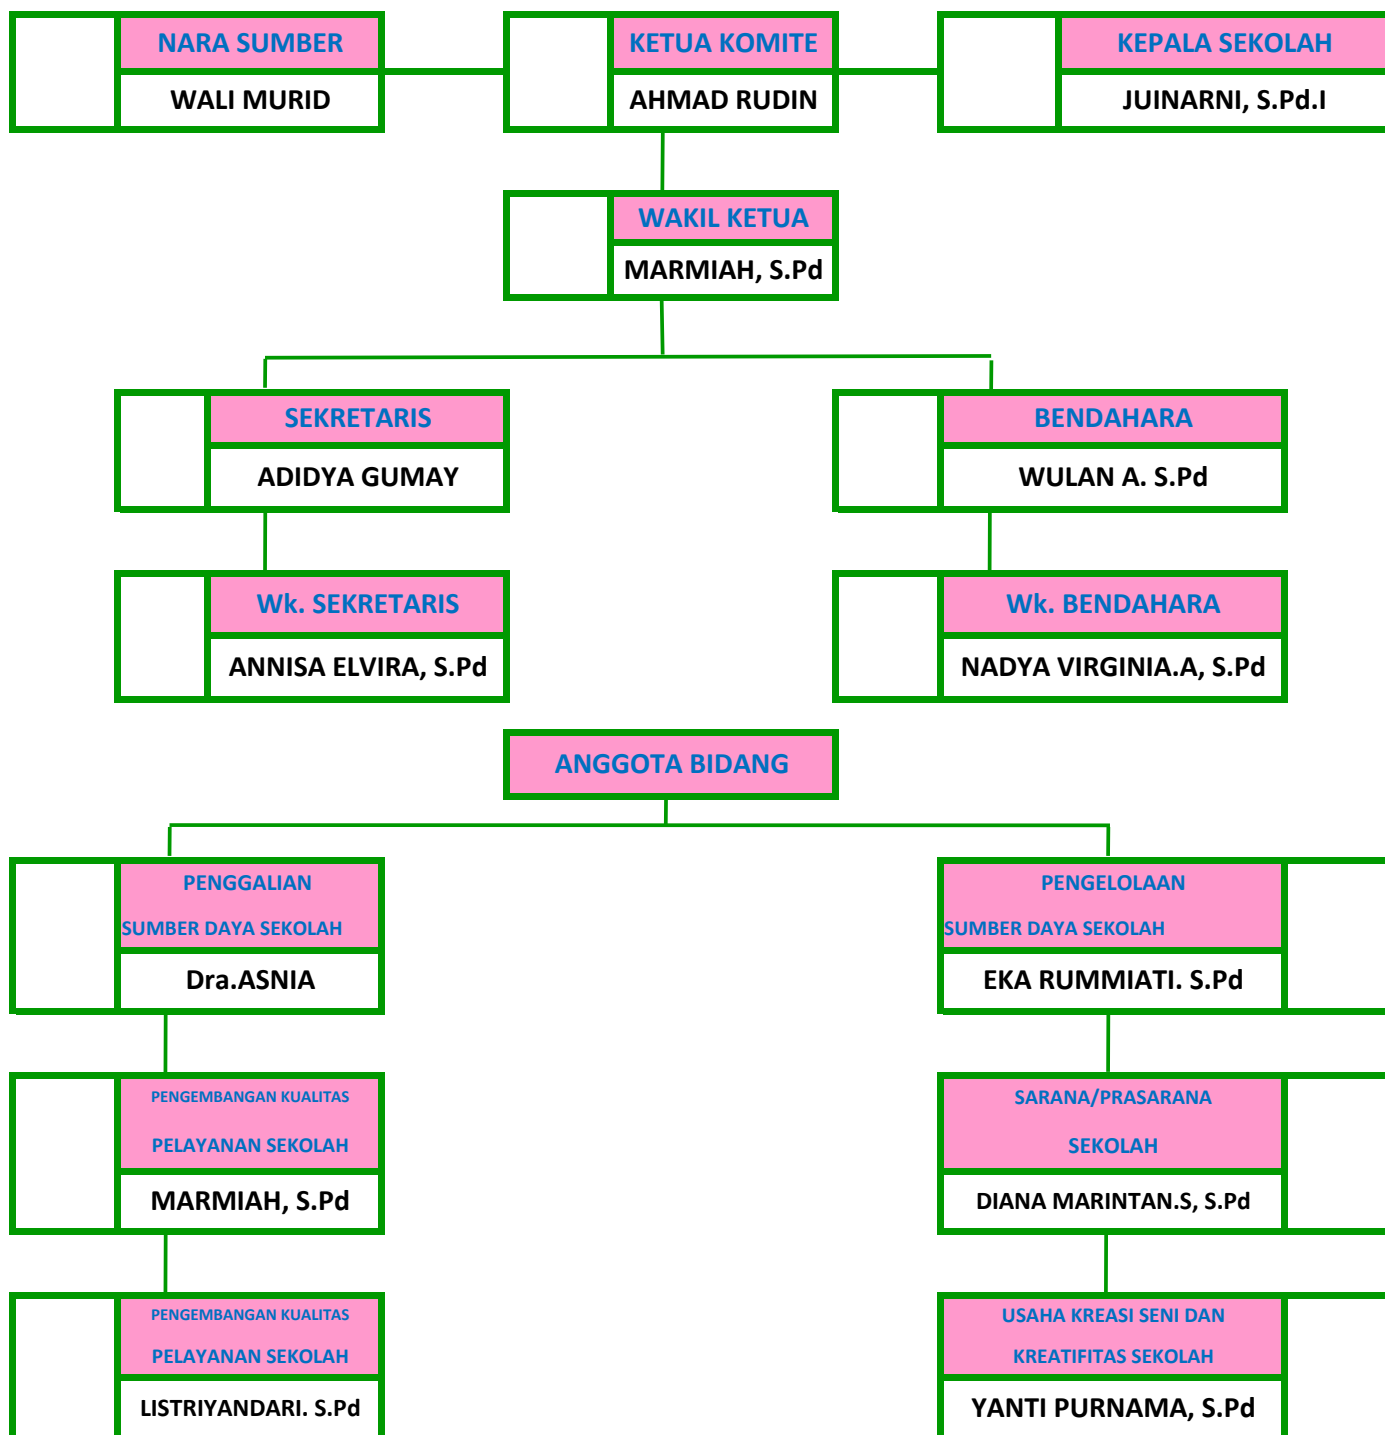 NARA SUMBER
WALI MURID
KETUA KOMITE
AHMAD RUDIN
KEPALA SEKOLAH
JUINARNI, S.Pd.I
WAKIL KETUA
MARMIAH, S.Pd
SEKRETARIS
ADIDYA GUMAY
BENDAHARA
WULAN A. S.Pd
Wk. SEKRETARIS
ANNISA ELVIRA, S.Pd
Wk. BENDAHARA
NADYA VIRGINIA.A, S.Pd
ANGGOTA BIDANG
PENGGALIAN
SUMBER DAYA SEKOLAH
Dra.ASNIA
PENGELOLAAN
SUMBER DAYA SEKOLAH
EKA RUMMIATI. S.Pd
PENGEMBANGAN KUALITAS
PELAYANAN SEKOLAH
MARMIAH, S.Pd
SARANA/PRASARANA
SEKOLAH
DIANA MARINTAN.S, S.Pd
PENGEMBANGAN KUALITAS
PELAYANAN SEKOLAH
LISTRIYANDARI. S.Pd
USAHA KREASI SENI DAN
KREATIFITAS SEKOLAH
YANTI PURNAMA, S.Pd